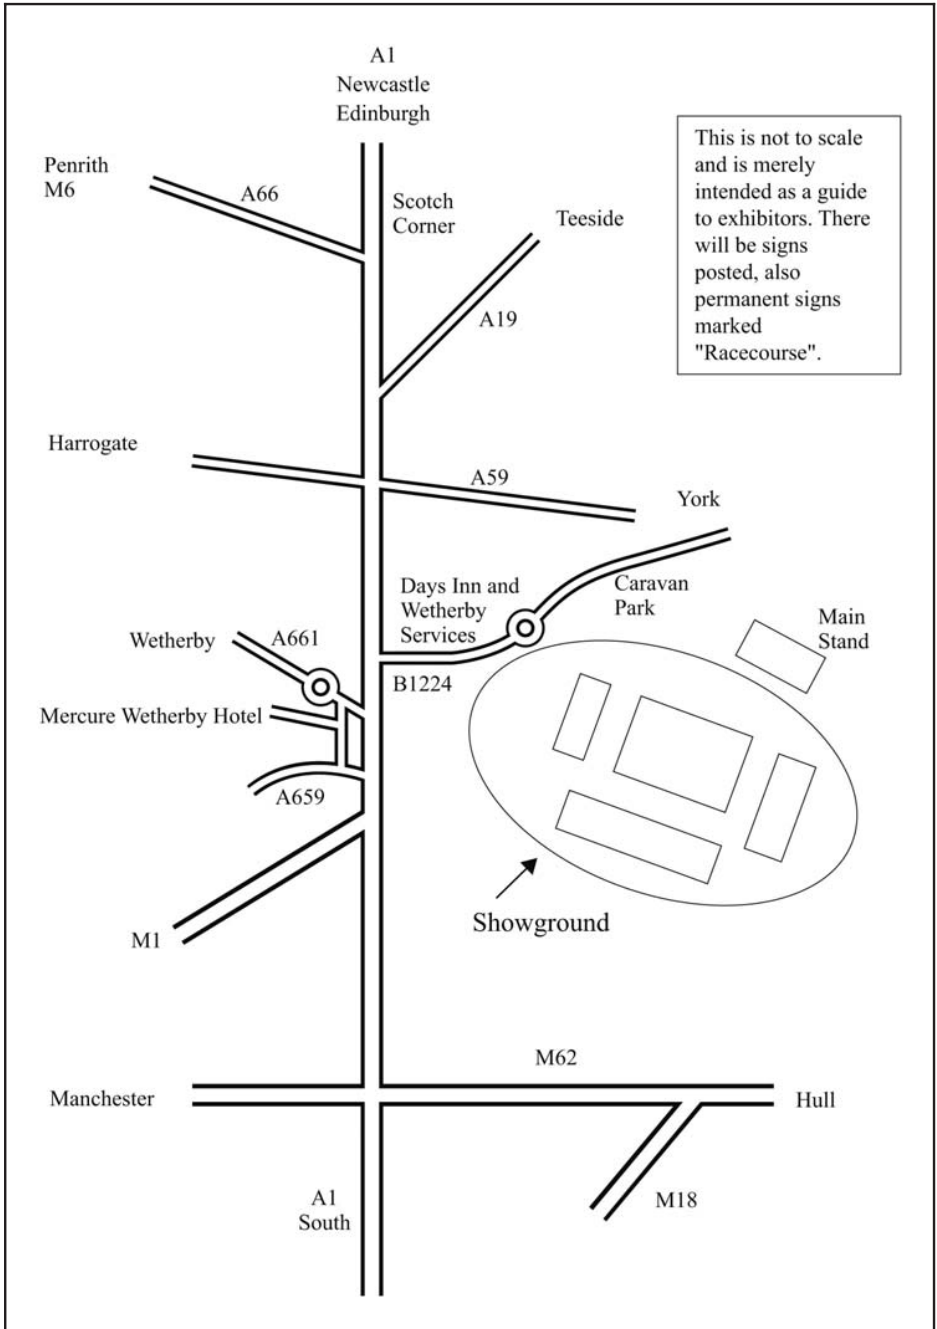 A1
Newcastle
Edinburgh
This is not to scale
and is merely
intended as a guide
to exhibitors. There
will be signs
posted, also
permanent signs
marked
"Racecourse".
Penrith
M6
A66
Scotch
Corner
Teeside
A19
Harrogate
A59
York
Days Inn and
Wetherby
Services
Caravan
Park
Main
Stand
Wetherby
A661
B1224
Mercure Wetherby Hotel
A659
Showground
M1
M62
Manchester
Hull
A1
South
M18